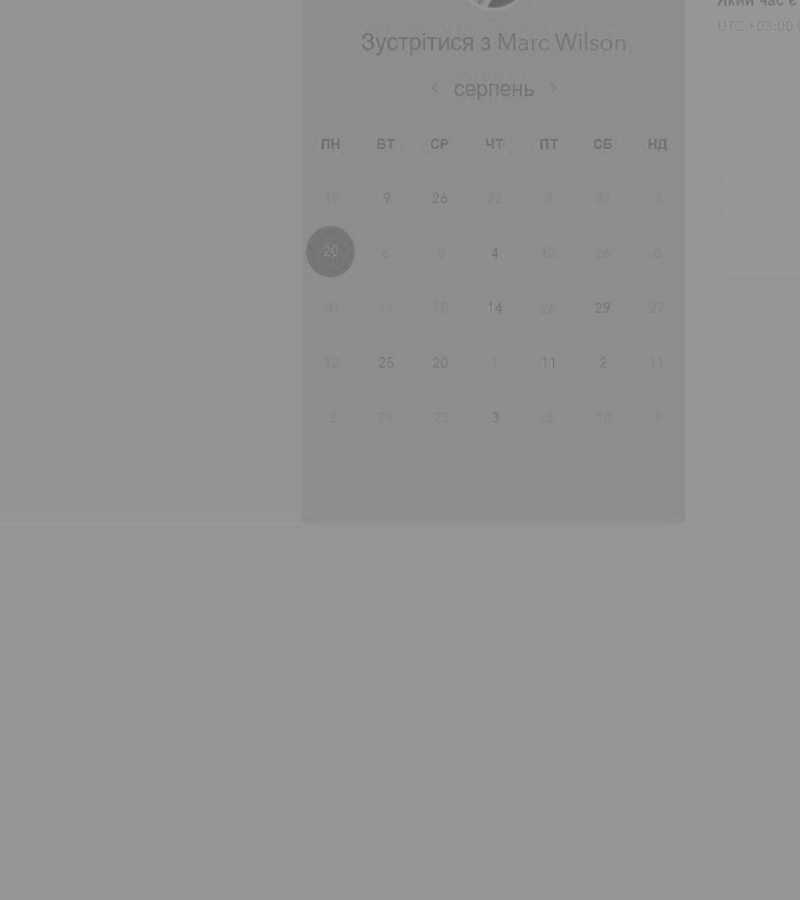 Який час є
UTC +03:00
Зустрітися з Marc Wilson
серпень
ПН ВТ СР ЧТ ПТ СБ НД
19 9 26 22 8 31 3
20 6 9 4 12 26 5
31 11 18 14 26 29 27
12 25 20 1 11 2 11
2 29 23 3 8 10 9